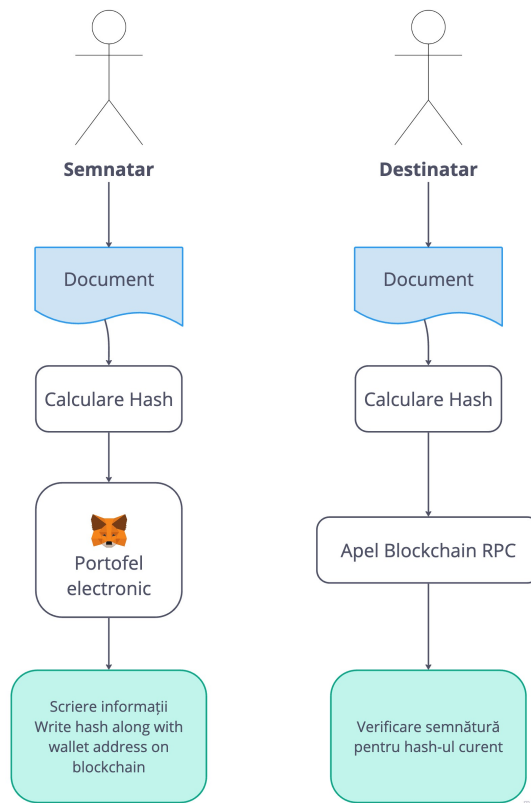 Semnatar
Document
Calculare Hash
Portofel
electronic
Scriere informații
Write hash along with
wallet address on
blockchain
Destinatar
Document
Calculare Hash
Apel Blockchain RPC
Verificare semnătură
pentru hash-ul curent